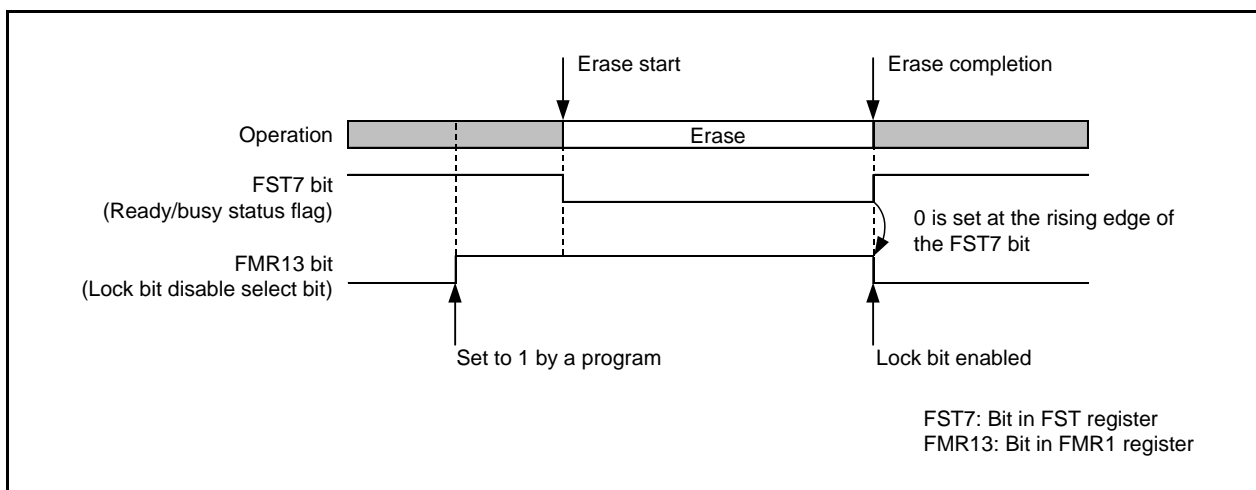 Erase start
Erase completion
Operation
Erase
FST7 bit
(Ready/busy status flag)
0 is set at the rising edge of
the FST7 bit
FMR13 bit
(Lock bit disable select bit)
Set to 1 by a program
Lock bit enabled
FST7: Bit in FST register
FMR13: Bit in FMR1 register